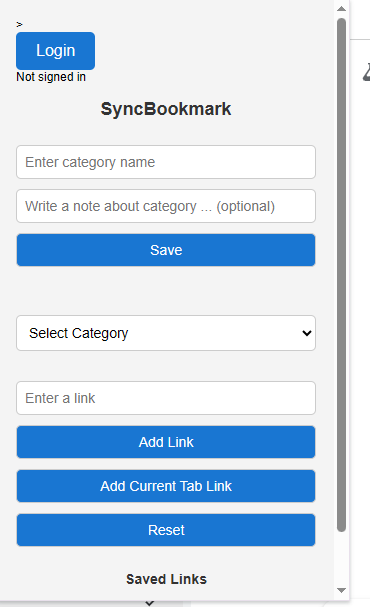 >
Login
Not signed in
SyncBookmark
Enter category name
Write a note about category ... (optional)
Save
Select Category
Enter a link
Add Link
Add Current Tab Link
Reset
Saved Links